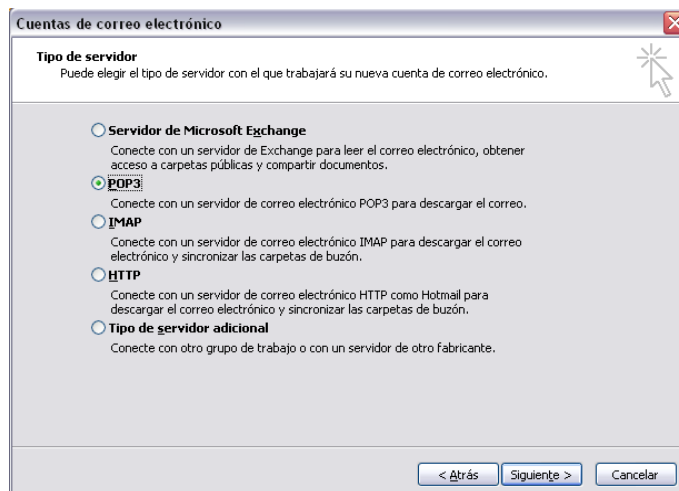 Cuentas de correo electrónico
Tipo de servidor
Puede elegir el tipo de servidor con el que trabajará su nueva cuenta de correo electrónico.
Servidor de Microsoft Exchange
Conecte con un servidor de Exchange para leer el correo electrónico, obtener
acceso a carpetas públicas y compartir documentos.
POP3
Conecte con un servidor de correo electrónico POP3 para descargar el correo.
IMAP
Conecte con un servidor de correo electrónico IMAP para descargar el correo
electrónico y sincronizar las carpetas de buzón.
HTTP
Conecte con un servidor de correo electrónico HTTP como Hotmail para
descargar el correo electrónico y sincronizar las carpetas de buzón.
Tipo de servidor adicional
Conecte con otro grupo de trabajo o con un servidor de otro fabricante.
< Atrás Siguiente > Cancelar